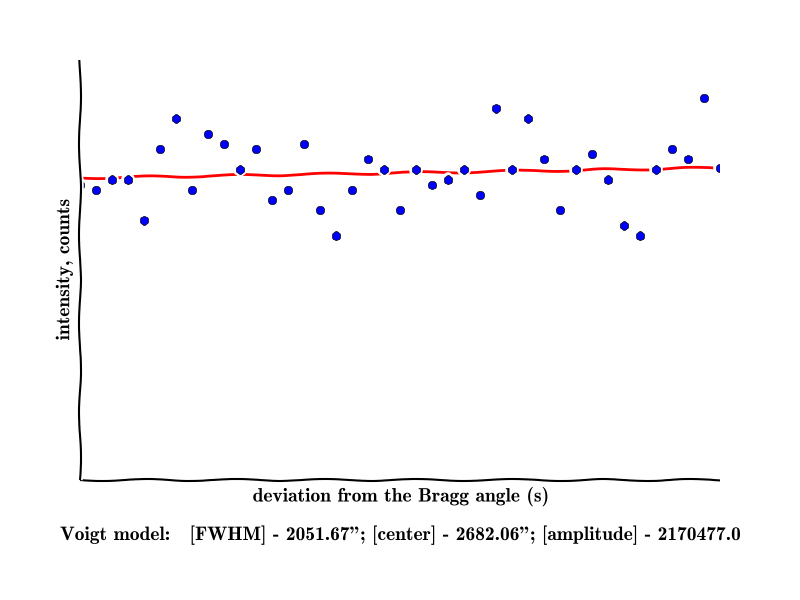 intensity, counts
deviation from the Bragg angle (s)
Voigt model: [FWHM] - 2051.67”; [center] - 2682.06”; [amplitude] - 2170477.0